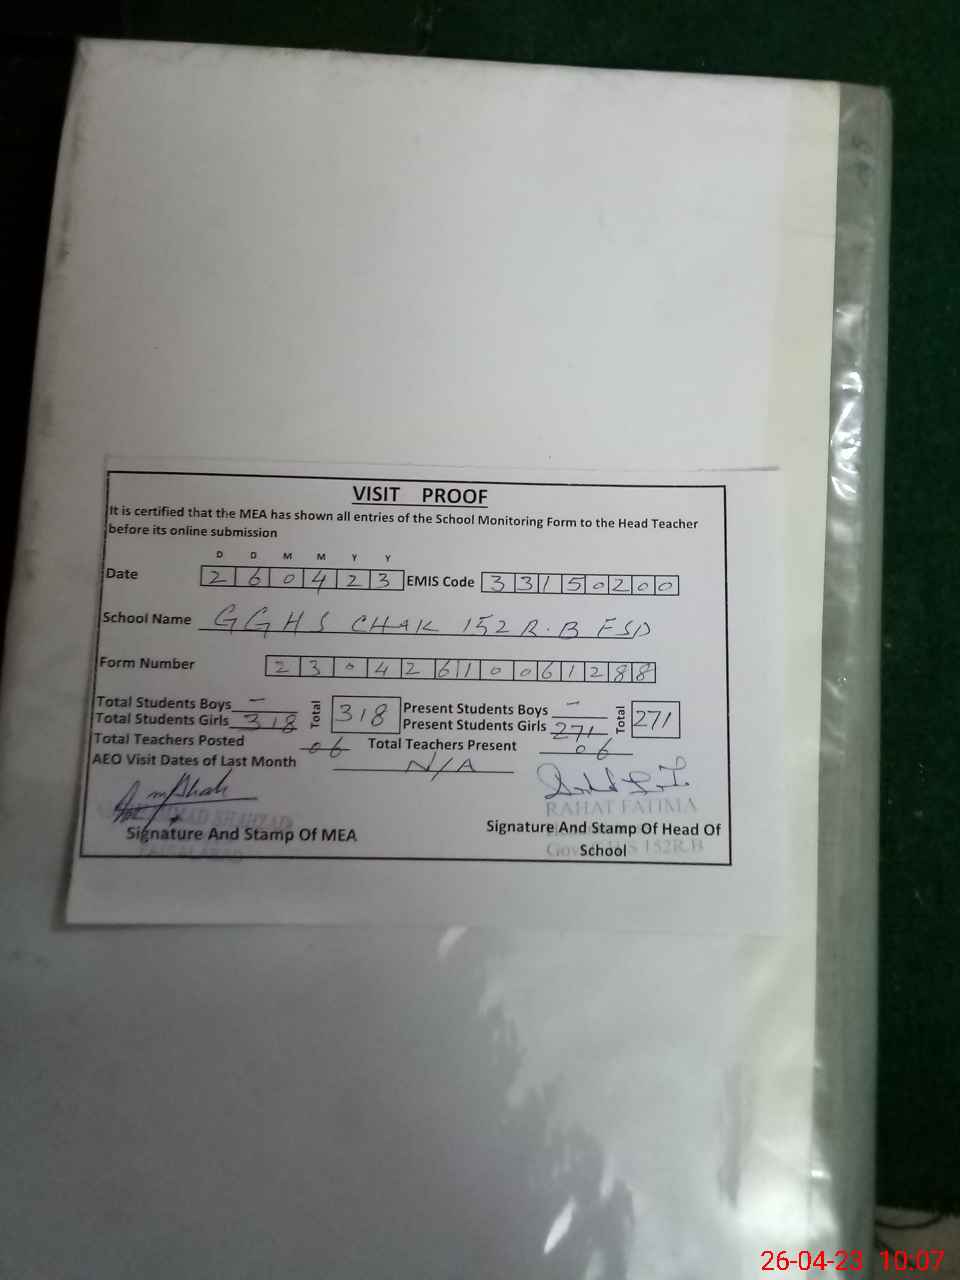 VISIT PROOF
It is certified that the MEA has shown all entries of the School Monitoring Form to the Head Teacher
before its online submission
D D M M Y Y
Date 2 6 0 4 2 3 EMIS Code 3 3 1 5 0 2 0 0
School Name GGHS CHAK 152 R.B FSD
Form Number 2 3 0 4 2 6 1 0 0 6 1 2 8 8
Total Students Boys - Total 318 Present Students Boys - Total 271
Total Students Girls 318 Present Students Girls 271
Total Teachers Posted 06 Total Teachers Present 06
AEO Visit Dates of Last Month N/A
RAHAT FATIMA
Signature And Stamp Of MEA Signature And Stamp Of Head Of
School
152R.B
26-04-23 10:07